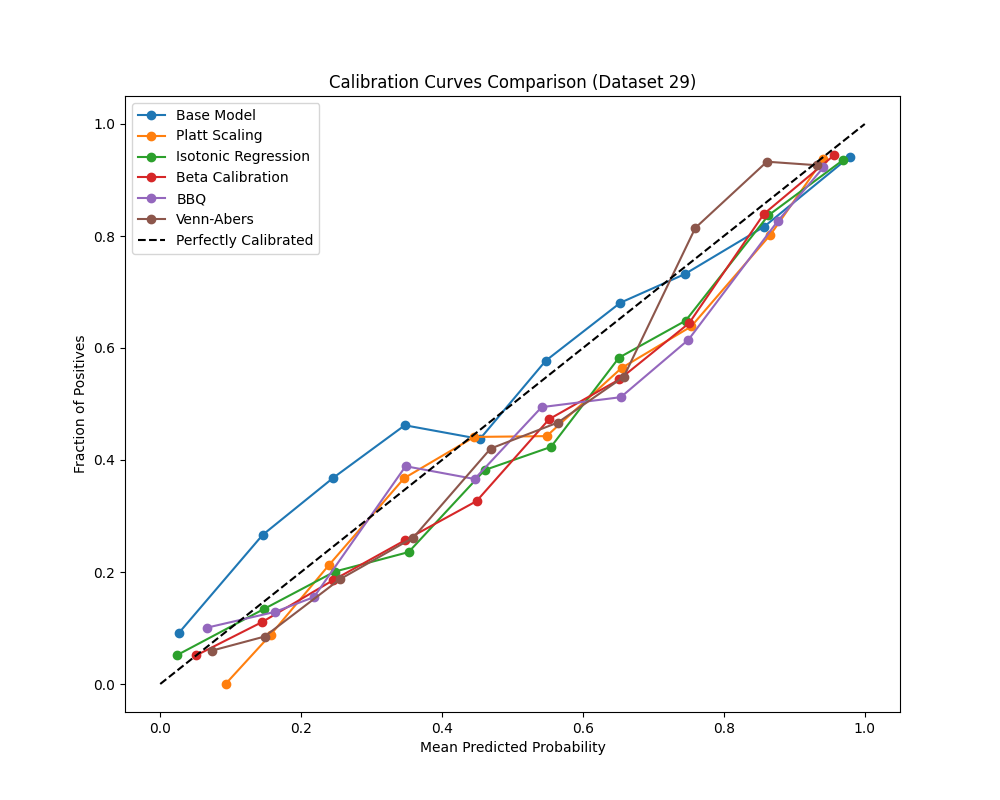 Calibration Curves Comparison (Dataset 29)
Base Model
Platt Scaling
Isotonic Regression
Beta Calibration
BBQ
Venn-Abers
Perfectly Calibrated
Fraction of Positives
1.0
0.8
0.6
0.4
0.2
0.0
0.0 0.2 0.4 0.6 0.8 1.0
Mean Predicted Probability